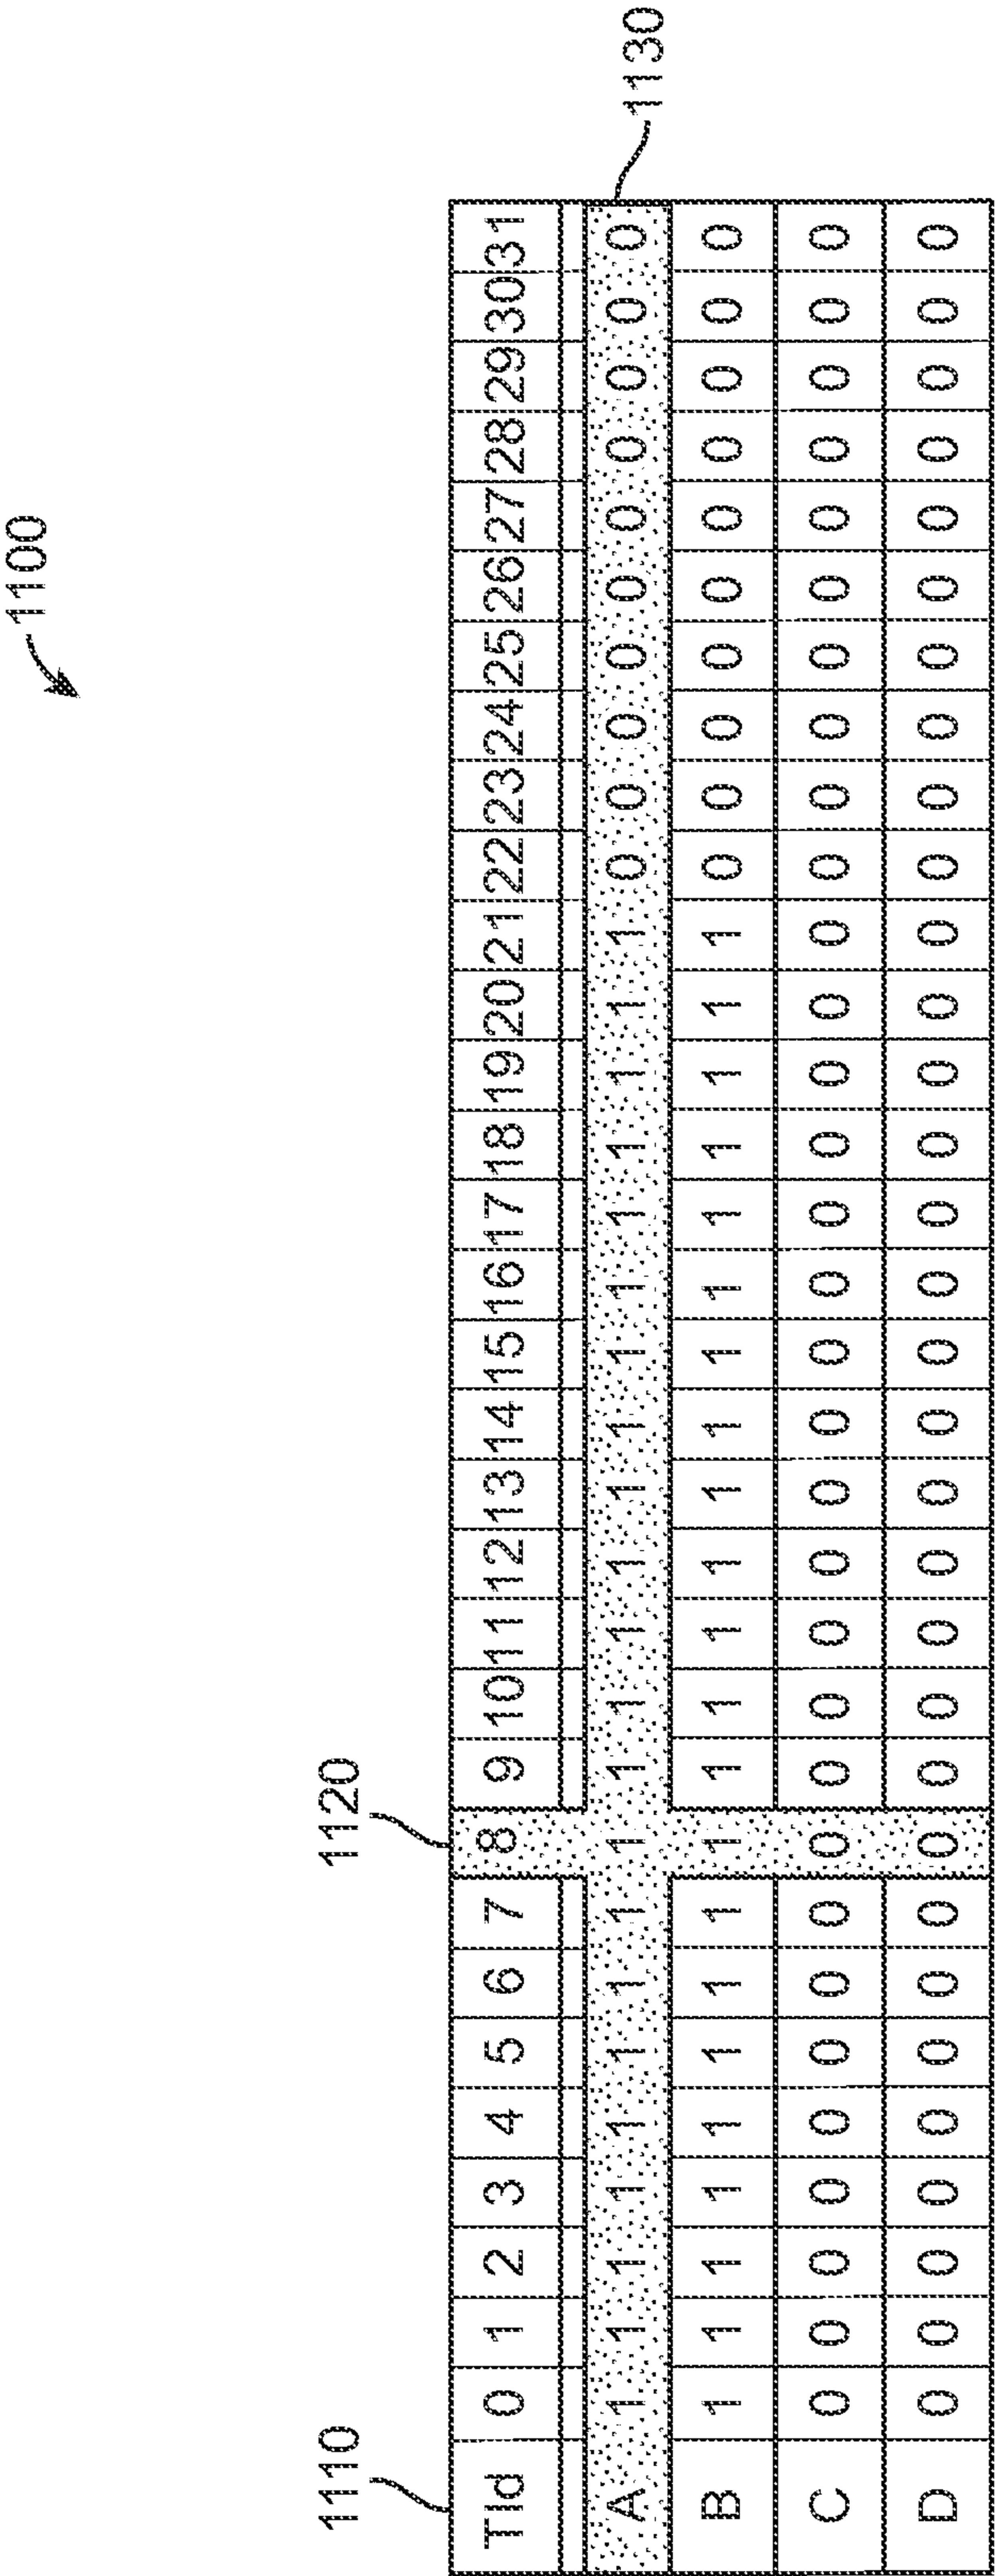 1100
1110
1120
TId 0 1 2 3 4 5 6 7 8 9 10 11 12 13 14 15 16 17 18 19 20 21 22 23 24 25 26 27 28 29 30 31
A 1 1 1 1 1 1 1 1 1 1 1 1 1 1 1 1 1 1 1 1 1 1 0 0 0 0 0 0 0 0 0 0
1130
B 1 1 1 1 1 1 1 1 1 1 1 1 1 1 1 1 1 1 1 1 1 1 0 0 0 0 0 0 0 0 0 0
C 0 0 0 0 0 0 0 0 0 0 0 0 0 0 0 0 0 0 0 0 0 0 0 0 0 0 0 0 0 0 0 0
D 0 0 0 0 0 0 0 0 0 0 0 0 0 0 0 0 0 0 0 0 0 0 0 0 0 0 0 0 0 0 0 0